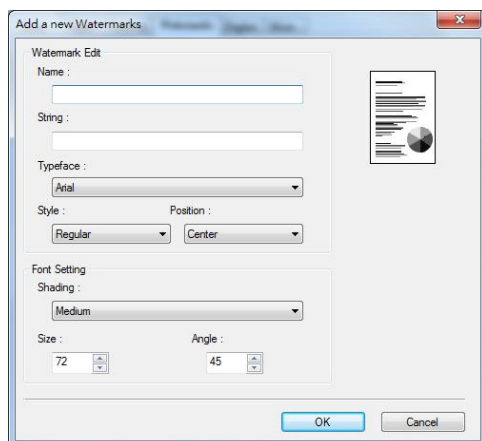 Add a new Watermarks
Watermark Edit
Name :
String :
Typeface :
Arial
Style : Position :
Regular Center
Font Setting
Shading :
Medium
Size : Angle :
72 45
OK Cancel